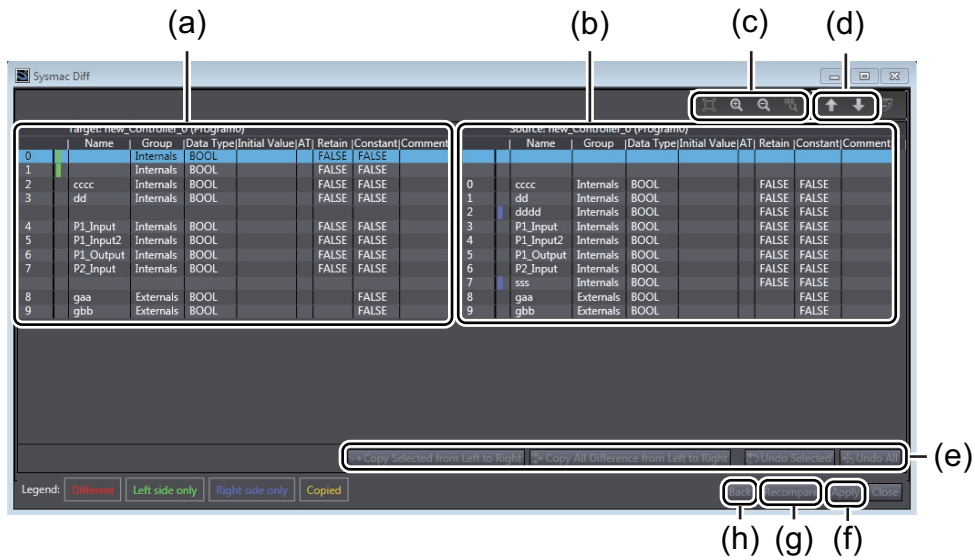 (a) (b) (c) (d)
Sysmac Diff
Target: new_Controller_0 (Program0) Source: new_Controller_0 (Program0)
Name Group Data Type Initial Value AT Retain Constant Comment Name Group Data Type Initial Value AT Retain Constant Comment
0 Internals BOOL FALSE FALSE
1 Internals BOOL FALSE FALSE
2 cccc Internals BOOL FALSE FALSE 0 cccc Internals BOOL FALSE FALSE
3 dd Internals BOOL FALSE FALSE 1 dd Internals BOOL FALSE FALSE
2 dddd Internals BOOL FALSE FALSE
4 P1_Input Internals BOOL FALSE FALSE 3 P1_Input Internals BOOL FALSE FALSE
5 P1_Input2 Internals BOOL FALSE FALSE 4 P1_Input2 Internals BOOL FALSE FALSE
6 P1_Output Internals BOOL FALSE FALSE 5 P1_Output Internals BOOL FALSE FALSE
7 P2_Input Internals BOOL FALSE FALSE 6 P2_Input Internals BOOL FALSE FALSE
7 sss Internals BOOL FALSE FALSE
8 gaa Externals BOOL FALSE 8 gaa Externals BOOL FALSE
9 gbb Externals BOOL FALSE 9 gbb Externals BOOL FALSE
Copy Selected from Left to Right Copy All Difference from Left to Right Undo Selected Undo All (e)
Legend: Different Left side only Right side only Copied Back Recompare Apply Close
(h) (g) (f)